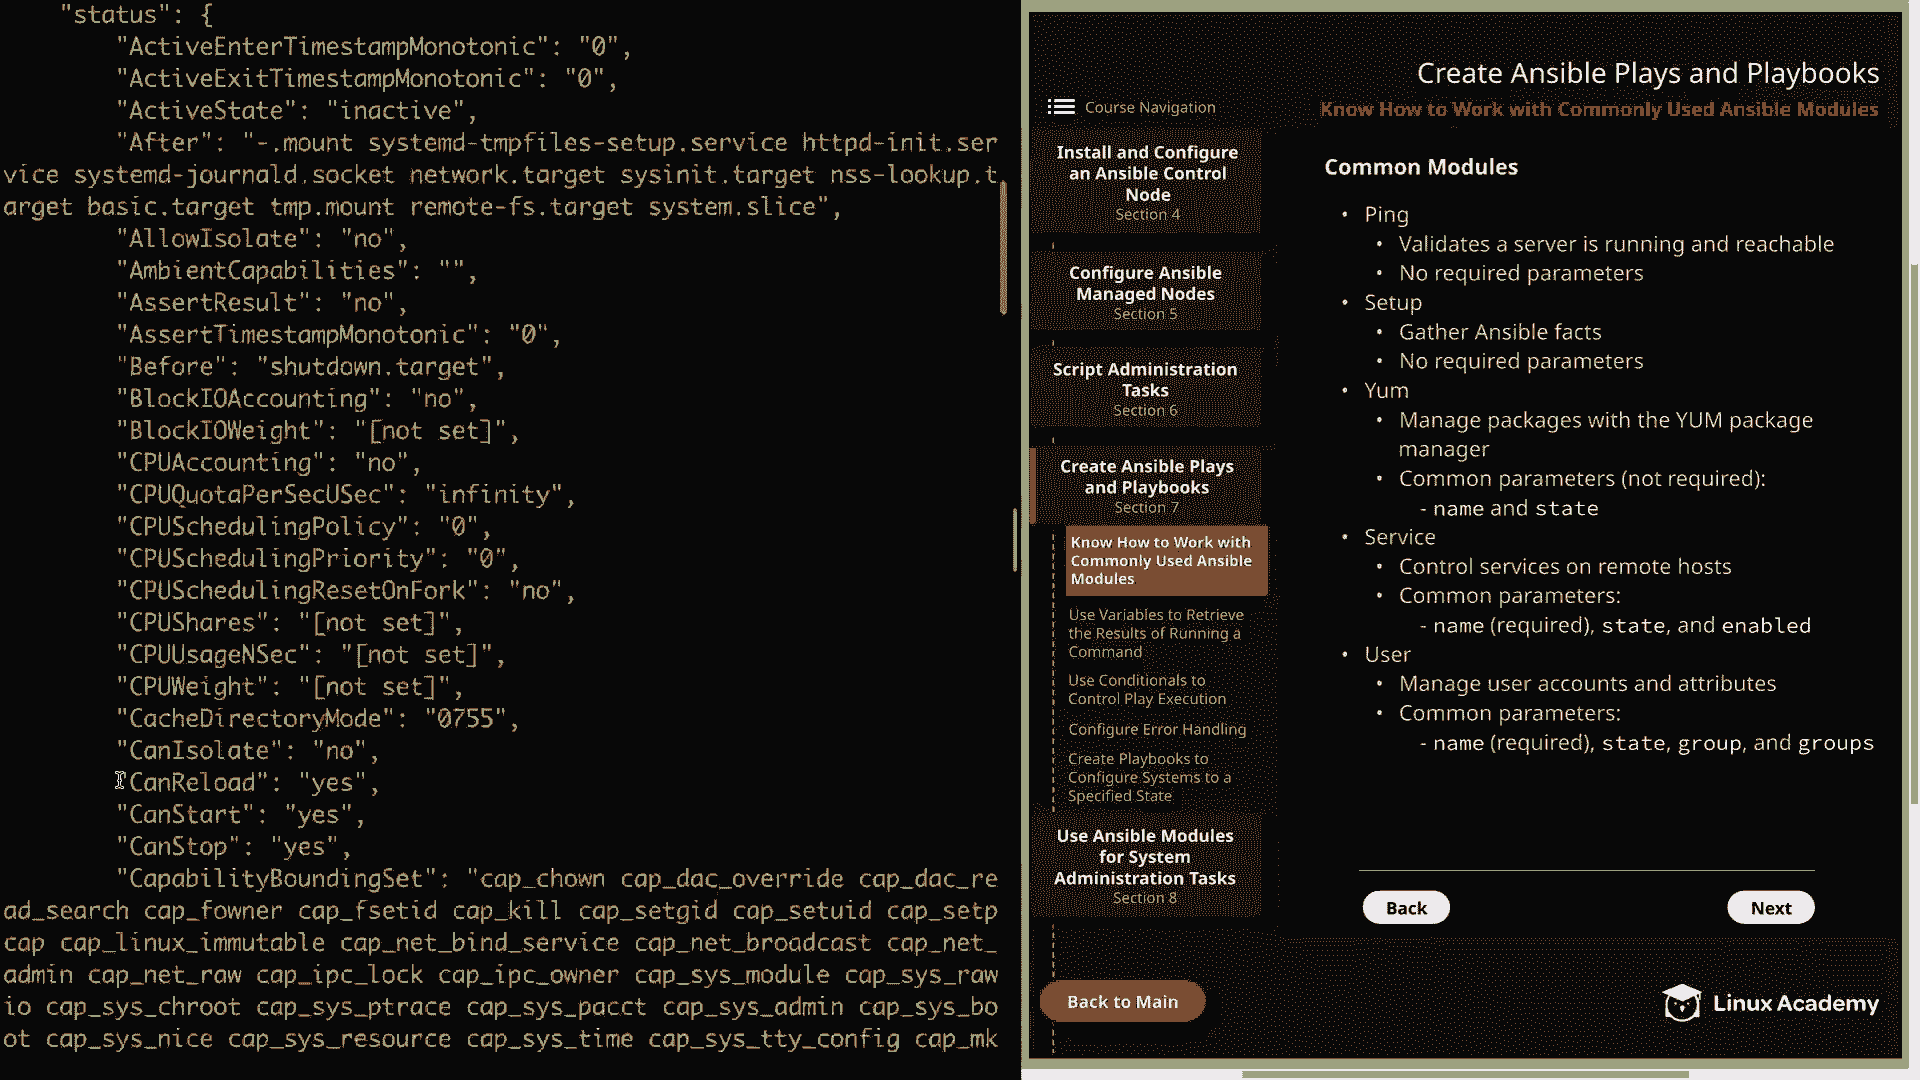 "status": {
"ActiveEnterTimestampMonotonic": "0",
"ActiveExitTimestampMonotonic": "0",
"ActiveState": "inactive",
"After": "-.mount systemd-tmpfiles-setup.service httpd-init.ser
vice systemd-journald.socket network.target sysinit.target nss-lookup.t
arget basic.target tmp.mount remote-fs.target system.slice",
"AllowIsolate": "no",
"AmbientCapabilities": "",
"AssertResult": "no",
"AssertTimestampMonotonic": "0",
"Before": "shutdown.target",
"BlockIOAccounting": "no",
"BlockIOWeight": "[not set]",
"CPUAccounting": "no",
"CPUQuotaPerSecUSec": "infinity",
"CPUSchedulingPolicy": "0",
"CPUSchedulingPriority": "0",
"CPUSchedulingResetOnFork": "no",
"CPUShares": "[not set]",
"CPUUsageNSec": "[not set]",
"CPUWeight": "[not set]",
"CacheDirectoryMode": "0755",
"CanIsolate": "no",
"CanReload": "yes",
"CanStart": "yes",
"CanStop": "yes",
"CapabilityBoundingSet": "cap_chown cap_dac_override cap_dac_re
ad_search cap_fowner cap_fsetid cap_kill cap_setgid cap_setuid cap_setp
cap cap_linux_immutable cap_net_bind_service cap_net_broadcast cap_net_
admin cap_net_raw cap_ipc_lock cap_ipc_owner cap_sys_module cap_sys_raw
io cap_sys_chroot cap_sys_ptrace cap_sys_pacct cap_sys_admin cap_sys_bo
ot cap_sys_nice cap_sys_resource cap_sys_time cap_sys_tty_config cap_mk
Create Ansible Plays and Playbooks
Course Navigation
Know How to Work with Commonly Used Ansible Modules
Install and Configure
an Ansible Control
Node
Section 4
Configure Ansible
Managed Nodes
Section 5
Script Administration
Tasks
Section 6
Create Ansible Plays
and Playbooks
Section 7
Know How to Work with
Commonly Used Ansible
Modules
Use Variables to Retrieve
the Results of Running a
Command
Use Conditionals to
Control Play Execution
Configure Error Handling
Create Playbooks to
Configure Systems to a
Specified State
Use Ansible Modules
for System
Administration Tasks
Section 8
Back to Main
Common Modules
• Ping
• Validates a server is running and reachable
• No required parameters
• Setup
• Gather Ansible facts
• No required parameters
• Yum
• Manage packages with the YUM package
manager
• Common parameters (not required):
- name and state
• Service
• Control services on remote hosts
• Common parameters:
- name (required), state, and enabled
• User
• Manage user accounts and attributes
• Common parameters:
- name (required), state, group, and groups
Back
Next
Linux Academy